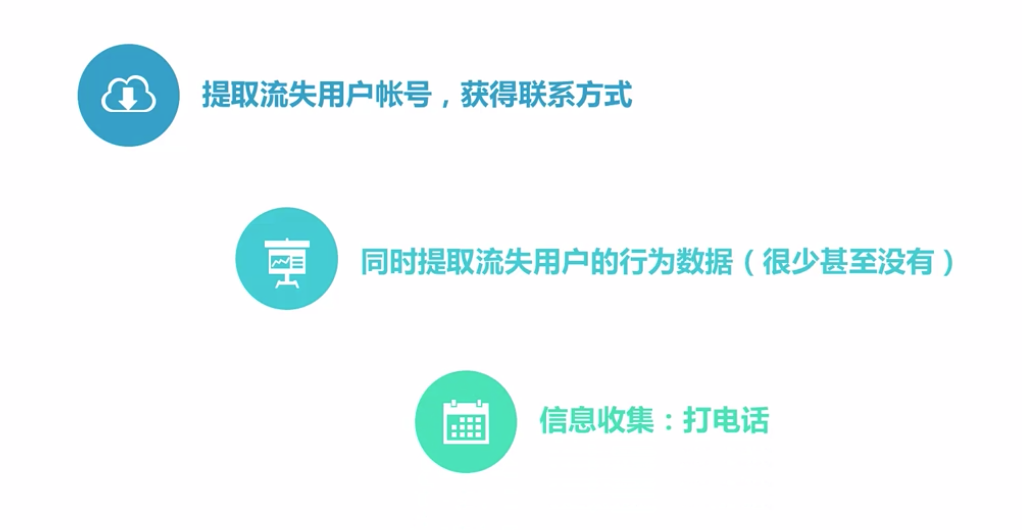 提取流失用户帐号，获得联系方式
同时提取流失用户的行为数据（很少甚至没有）
信息收集：打电话